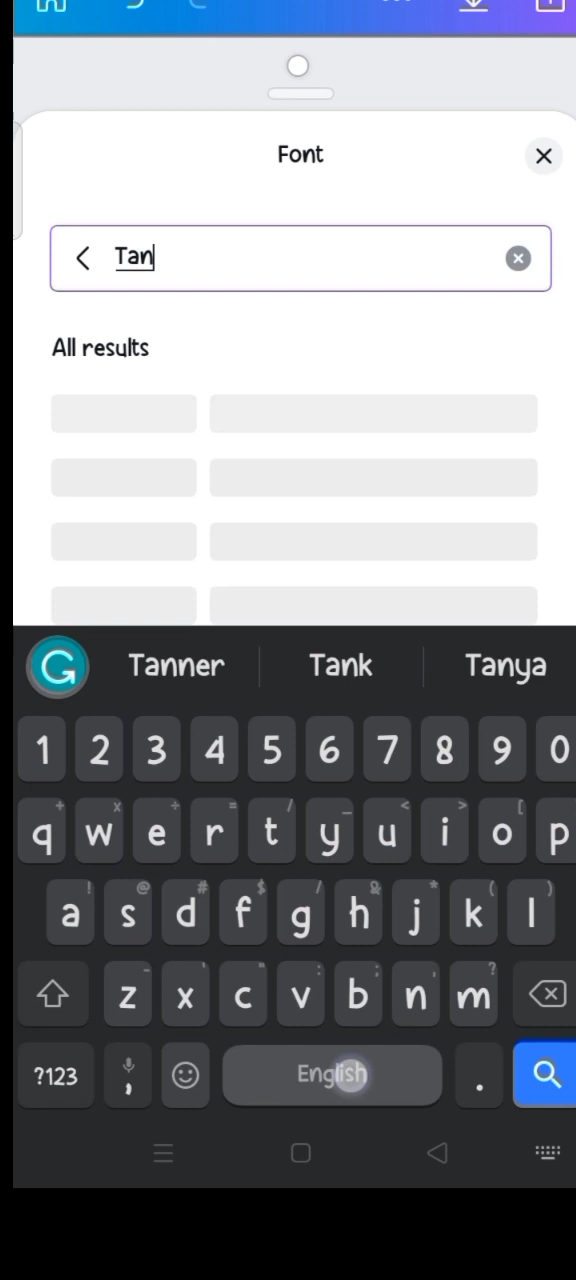 Font
Tan
All results
Tanner Tank Tanya
1 2 3 4 5 6 7 8 9 0
+ × ÷ = / _ < > [
q w e r t y u i o p
! @ # $ / & * ( )
a s d f g h j k l
- ' " : ; , ?
z x c v b n m
?123 , English .